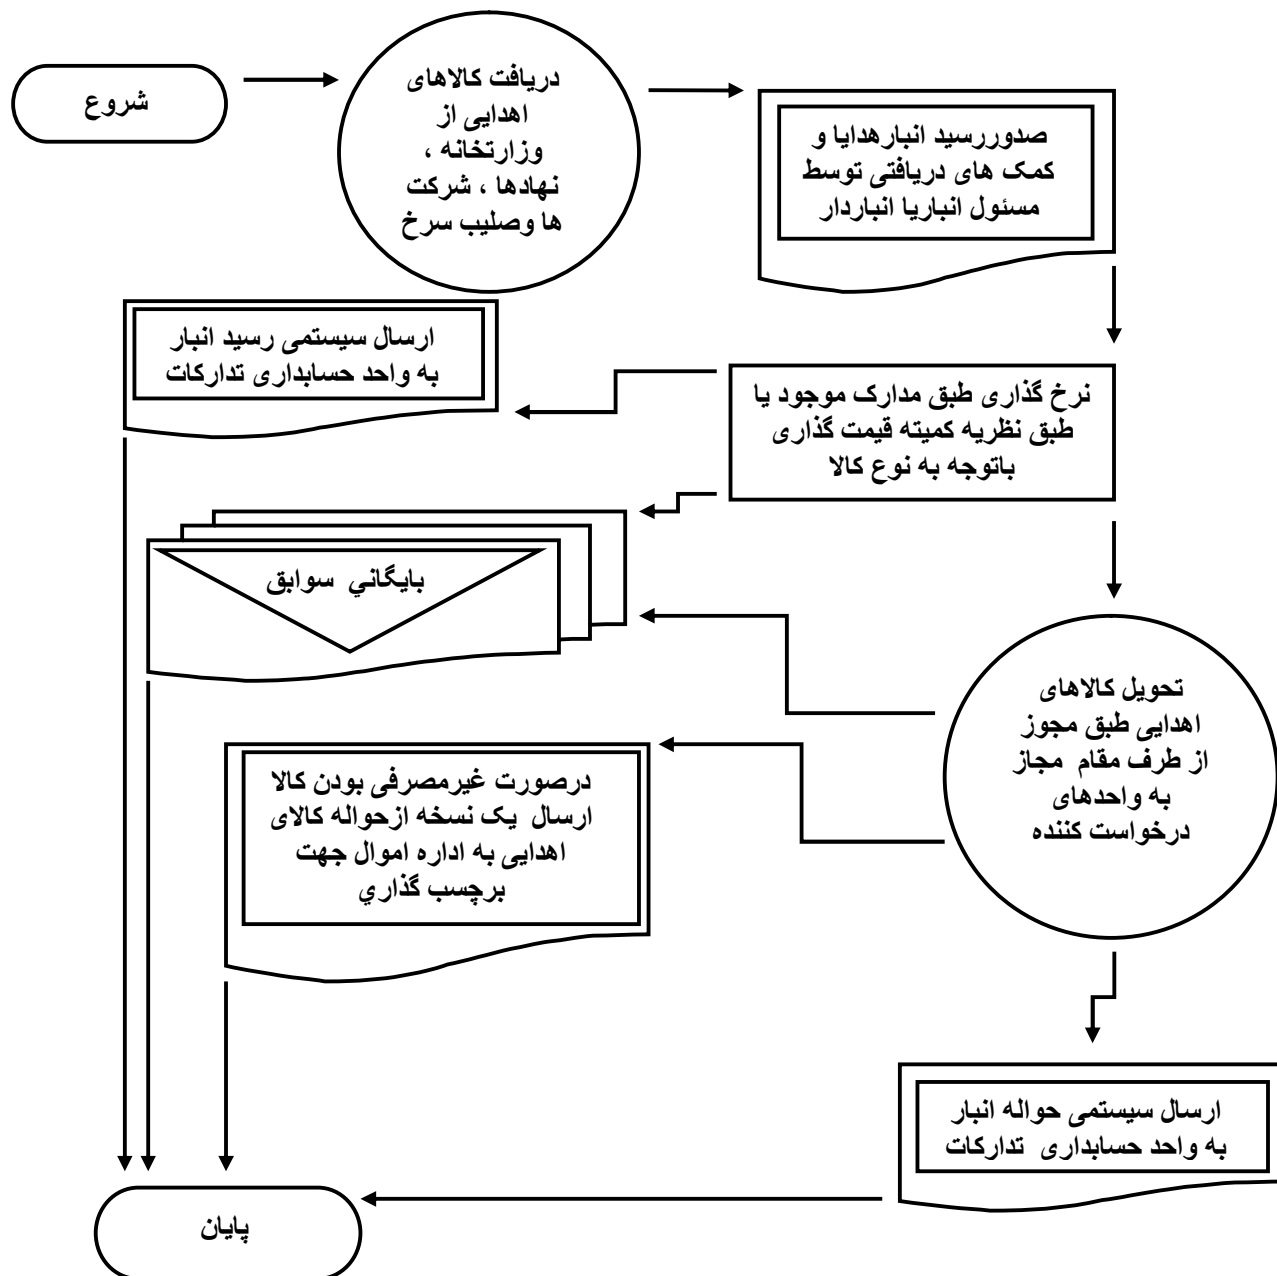 شروع
دریافت کالاهای
اهدایی از
وزارتخانه ،
نهادها ، شرکت
ها وصلیب سرخ
صدوررسید انبارهدایا و
کمک های دریافتی توسط
مسئول انباریا انباردار
ارسال سیستمی رسید انبار
به واحد حسابداری تدارکات
نرخ گذاری طبق مدارک موجود یا
طبق نظریه کمیته قیمت گذاری
باتوجه به نوع کالا
بایگاني سوابق
تحویل کالاهای
اهدایی طبق مجوز
از طرف مقام مجاز
به واحدهای
درخواست کننده
درصورت غیرمصرفی بودن کالا
ارسال یک نسخه ازحواله کالای
اهدایی به اداره اموال جهت
برچسب گذاري
ارسال سیستمی حواله انبار
به واحد حسابداری تدارکات
پایان